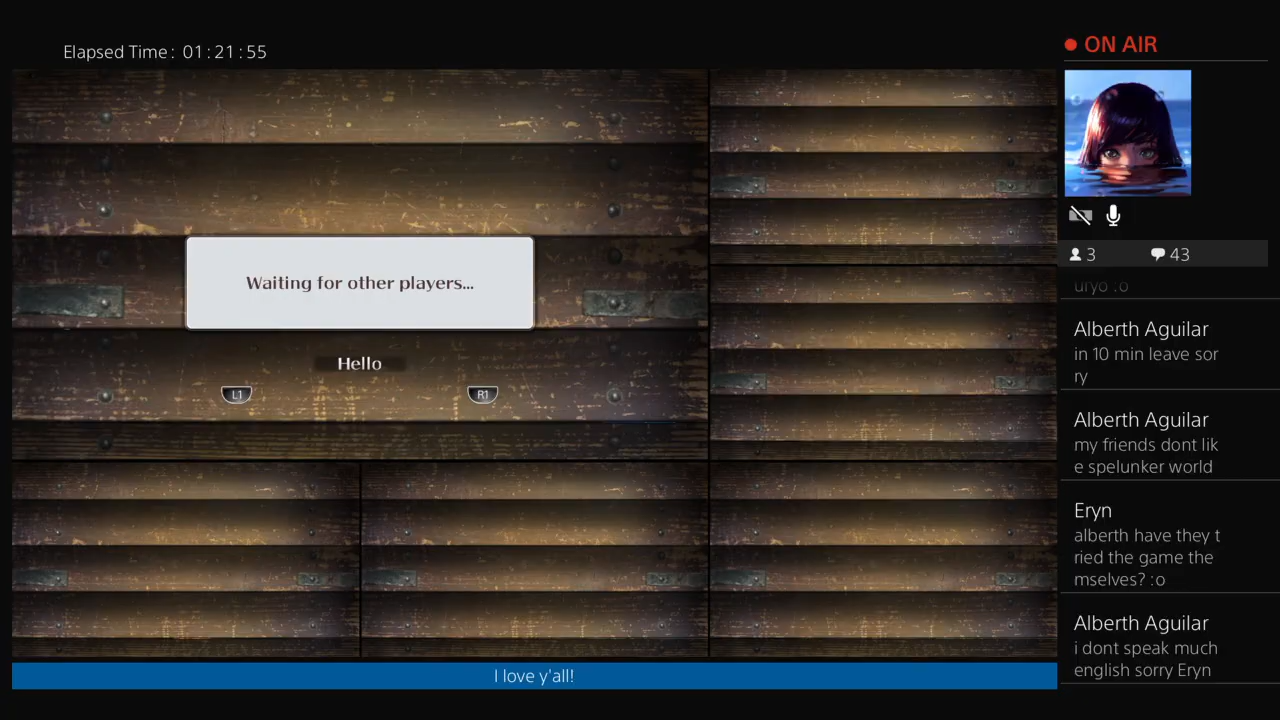 Elapsed Time: 01:21:55
ON AIR
3 43
uryo :o
Alberth Aguilar
in 10 min leave sor
ry
Alberth Aguilar
my friends dont lik
e spelunker world
Eryn
alberth have they t
ried the game the
mselves? :o
Alberth Aguilar
i dont speak much
english sorry Eryn
Waiting for other players...
Hello
L1 R1
I love y'all!